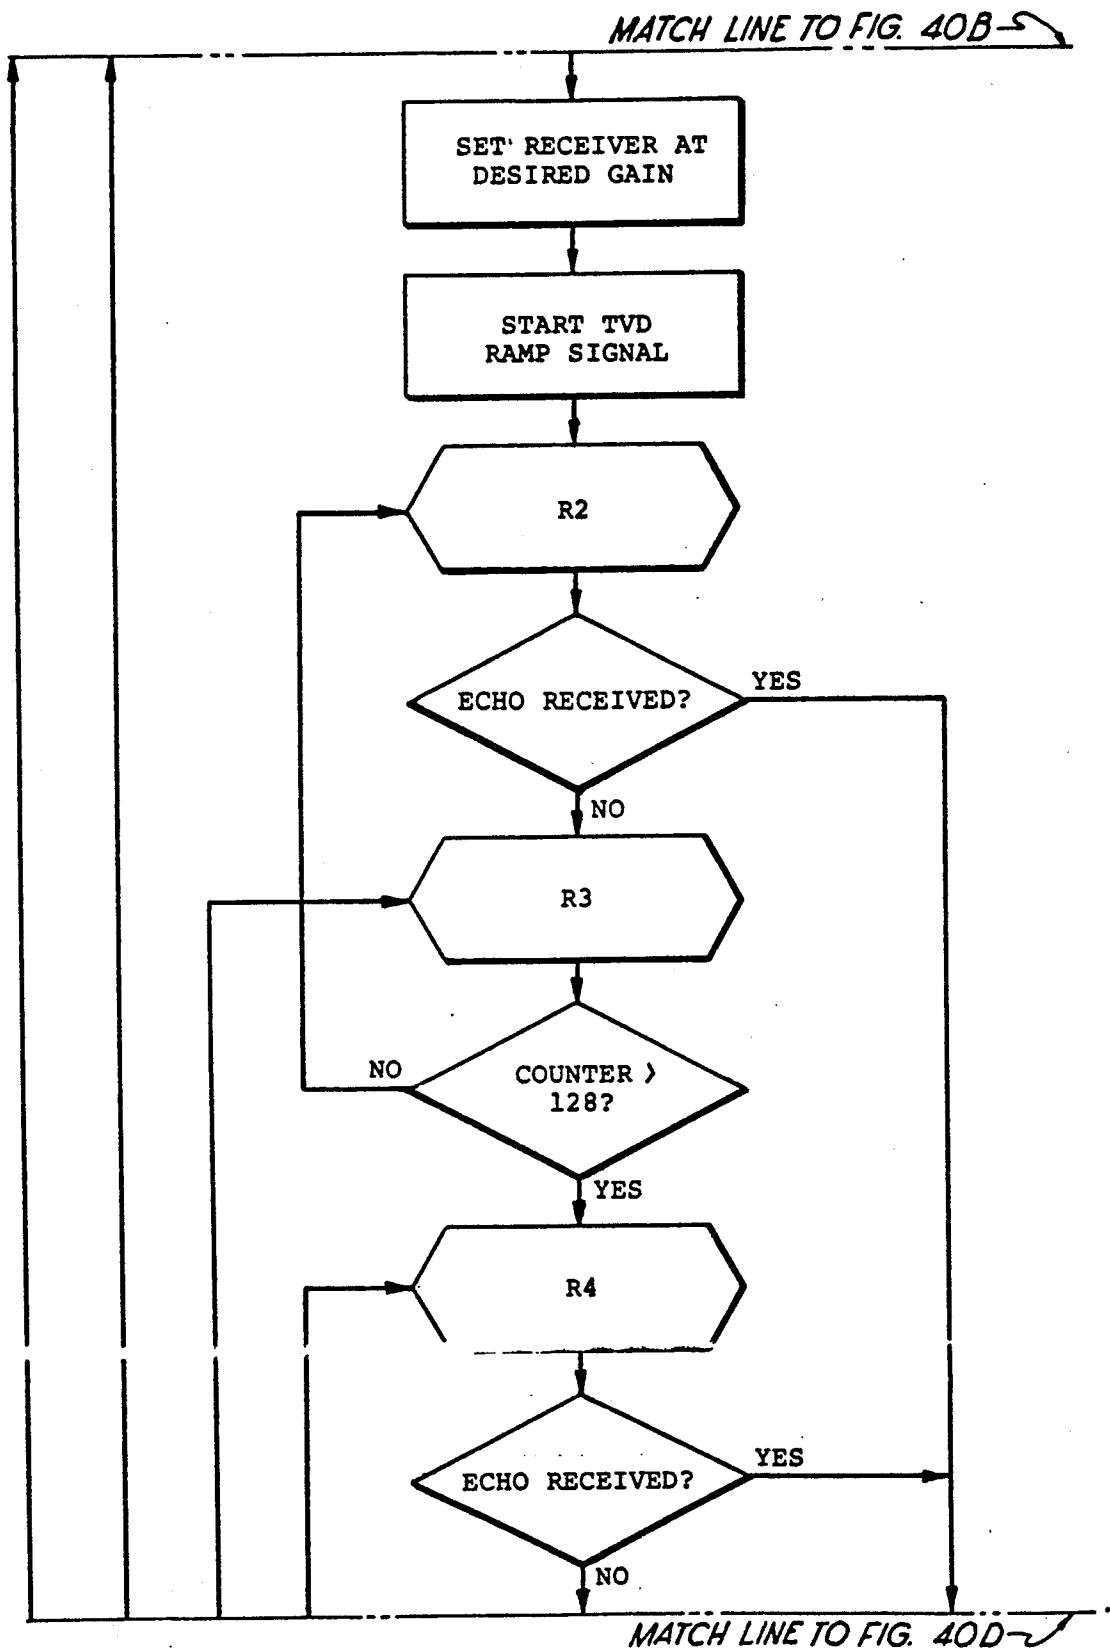 MATCH LINE TO FIG. 40B
SET RECEIVER AT
DESIRED GAIN
START TVD
RAMP SIGNAL
R2
ECHO RECEIVED?
YES
NO
R3
COUNTER >
128?
NO
YES
R4
ECHO RECEIVED?
YES
NO
MATCH LINE TO FIG. 40D